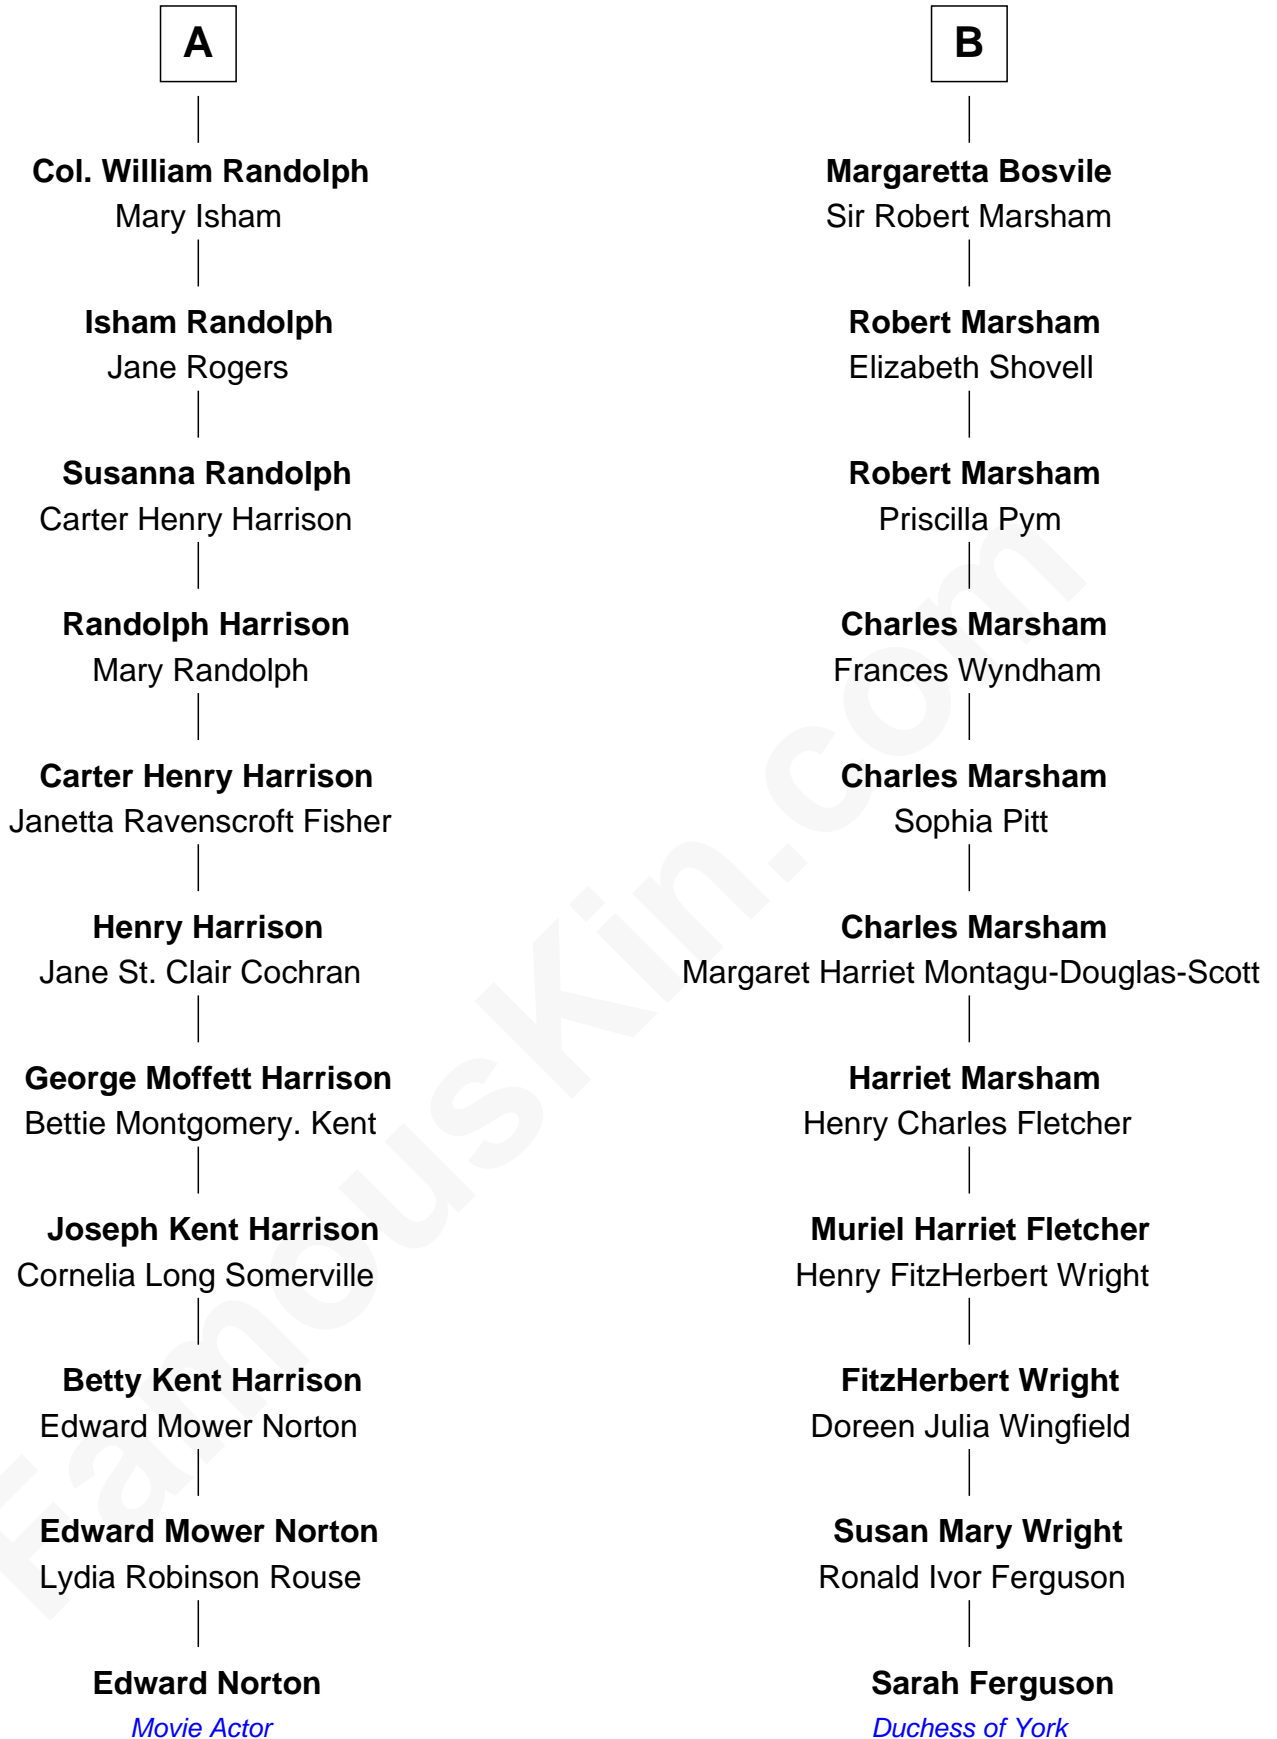 A
Col. William Randolph
Mary Isham
Isham Randolph
Jane Rogers
Susanna Randolph
Carter Henry Harrison
Randolph Harrison
Mary Randolph
Carter Henry Harrison
Janetta Ravenscroft Fisher
Henry Harrison
Jane St. Clair Cochran
George Moffett Harrison
Bettie Montgomery. Kent
Joseph Kent Harrison
Cornelia Long Somerville
Betty Kent Harrison
Edward Mower Norton
Edward Mower Norton
Lydia Robinson Rouse
Edward Norton
Movie Actor
B
Margaretta Bosvile
Sir Robert Marsham
Robert Marsham
Elizabeth Shovell
Robert Marsham
Priscilla Pym
Charles Marsham
Frances Wyndham
Charles Marsham
Sophia Pitt
Charles Marsham
Margaret Harriet Montagu-Douglas-Scott
Harriet Marsham
Henry Charles Fletcher
Muriel Harriet Fletcher
Henry FitzHerbert Wright
FitzHerbert Wright
Doreen Julia Wingfield
Susan Mary Wright
Ronald Ivor Ferguson
Sarah Ferguson
Duchess of York
FamousKin.com